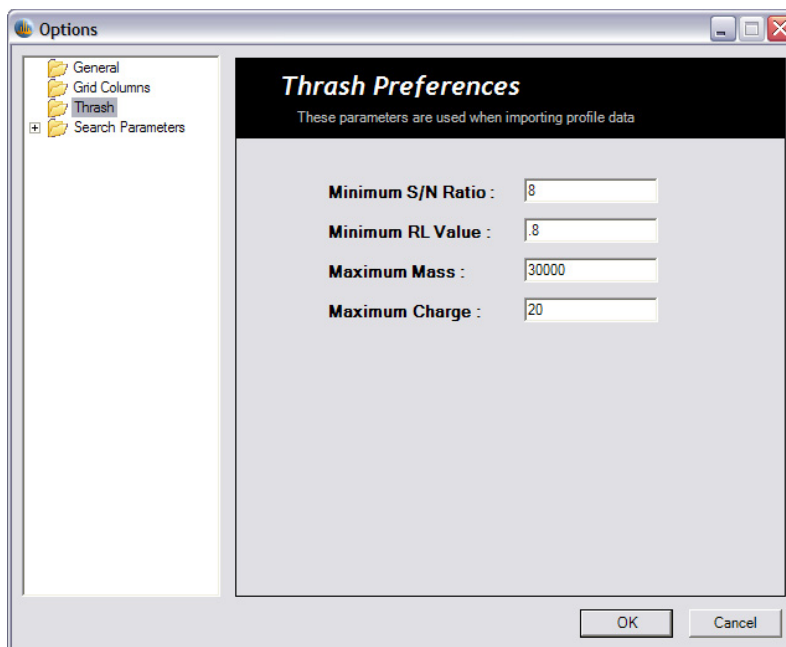 Options
General
Grid Columns
Thrash
Search Parameters
Thrash Preferences
These parameters are used when importing profile data
Minimum S/N Ratio : 8
Minimum RL Value : .8
Maximum Mass : 30000
Maximum Charge : 20
OK Cancel